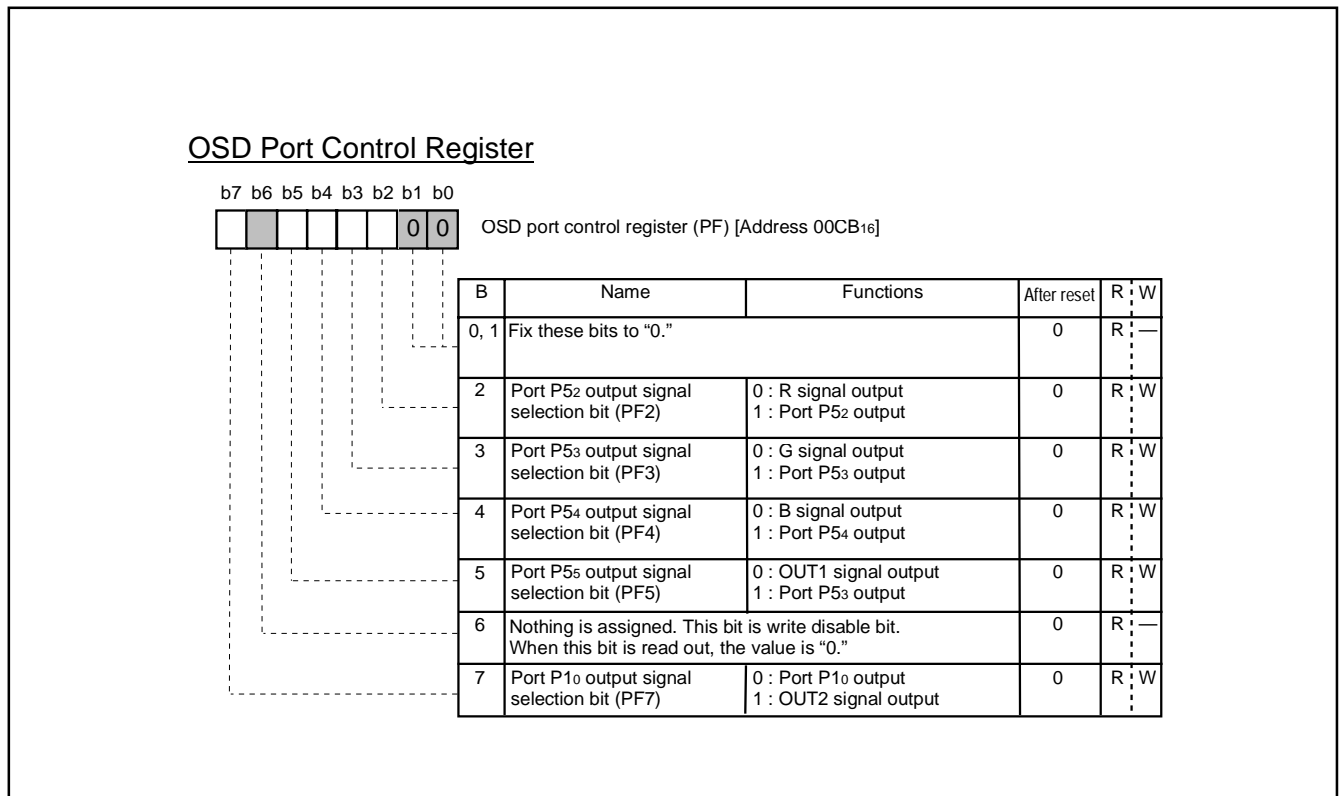 OSD Port Control Register
b7 b6 b5 b4 b3 b2 b1 b0
0 0 OSD port control register (PF) [Address 00CB16]
B Name Functions After reset R W
0, 1 Fix these bits to “0.” 0 R —
2 Port P52 output signal selection bit (PF2) 0 : R signal output 0 R W
1 : Port P52 output
3 Port P53 output signal selection bit (PF3) 0 : G signal output 0 R W
1 : Port P53 output
4 Port P54 output signal selection bit (PF4) 0 : B signal output 0 R W
1 : Port P54 output
5 Port P55 output signal selection bit (PF5) 0 : OUT1 signal output 0 R W
1 : Port P53 output
6 Nothing is assigned. This bit is write disable bit. 0 R —
When this bit is read out, the value is “0.”
7 Port P10 output signal selection bit (PF7) 0 : Port P10 output 0 R W
1 : OUT2 signal output